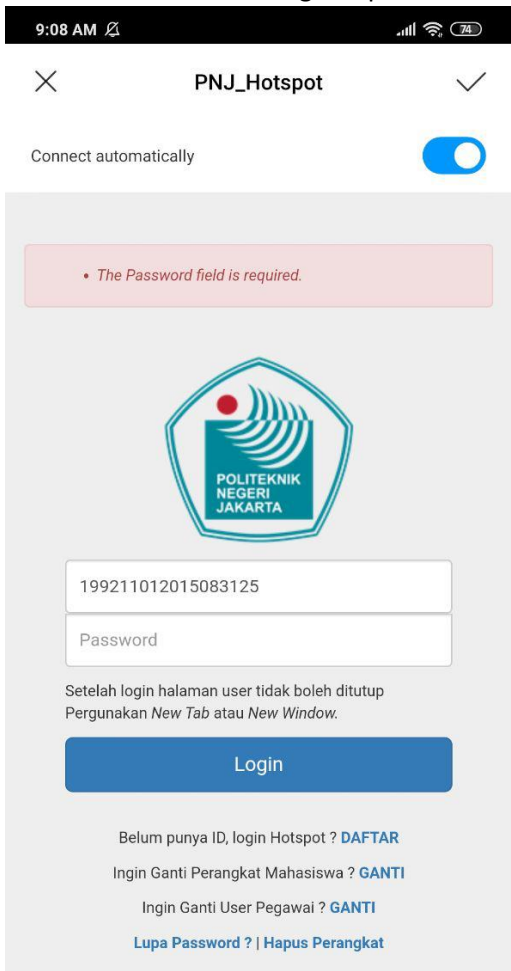 9:08 AM 74
PNJ_Hotspot
Connect automatically
• The Password field is required.
POLITEKNIK
NEGERI
JAKARTA
199211012015083125
Password
Setelah login halaman user tidak boleh ditutup
Pergunakan New Tab atau New Window.
Login
Belum punya ID, login Hotspot ? DAFTAR
Ingin Ganti Perangkat Mahasiswa ? GANTI
Ingin Ganti User Pegawai ? GANTI
Lupa Password ? | Hapus Perangkat